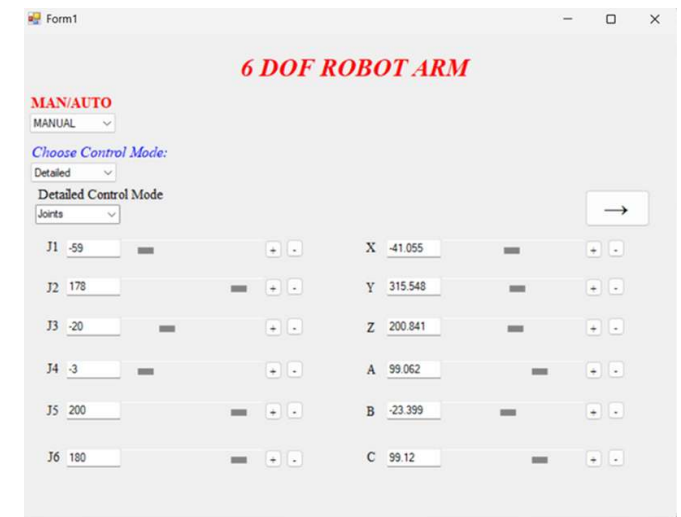 Form1
6 DOF ROBOT ARM
MAN/AUTO
MANUAL
Choose Control Mode:
Detailed
Detailed Control Mode
Joints
→
J1 -59 + - X -41.055 + -
J2 178 + - Y 315.548 + -
J3 -20 + - Z 200.841 + -
J4 -3 + - A 99.062 + -
J5 200 + - B -23.399 + -
J6 180 + - C 99.12 + -